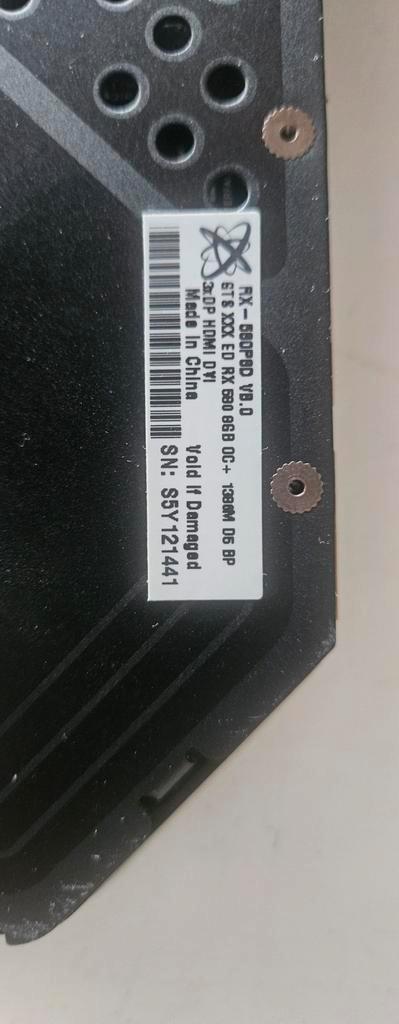 RX-580P8D V8.0
GTS XXX ED RX 580 8GB OC+ 1386M D5 BP
3xDP HDMI DVI
Made in China Void If Damaged
SN: S5Y121441